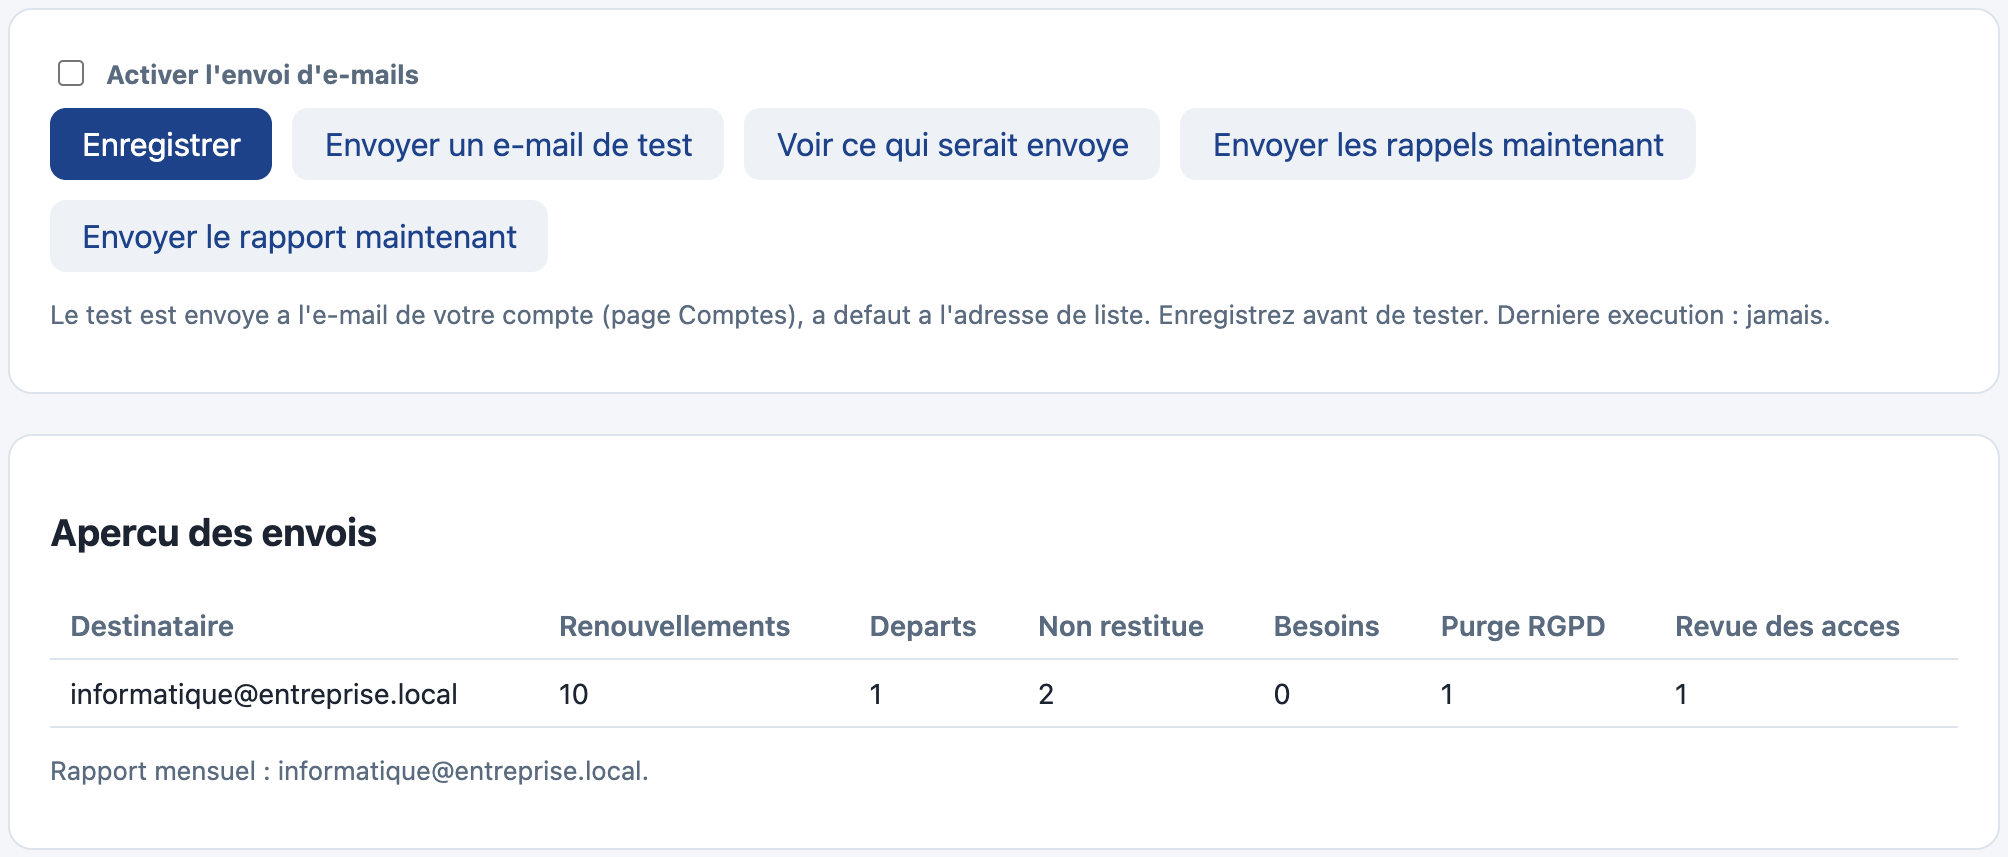 Activer l'envoi d'e-mails
Enregistrer Envoyer un e-mail de test Voir ce qui serait envoye Envoyer les rappels maintenant
Envoyer le rapport maintenant
Le test est envoye a l'e-mail de votre compte (page Comptes), a defaut a l'adresse de liste. Enregistrez avant de tester. Derniere execution : jamais.
Apercu des envois
Destinataire Renouvellements Departs Non restitue Besoins Purge RGPD Revue des acces
informatique@entreprise.local 10 1 2 0 1 1
Rapport mensuel : informatique@entreprise.local.